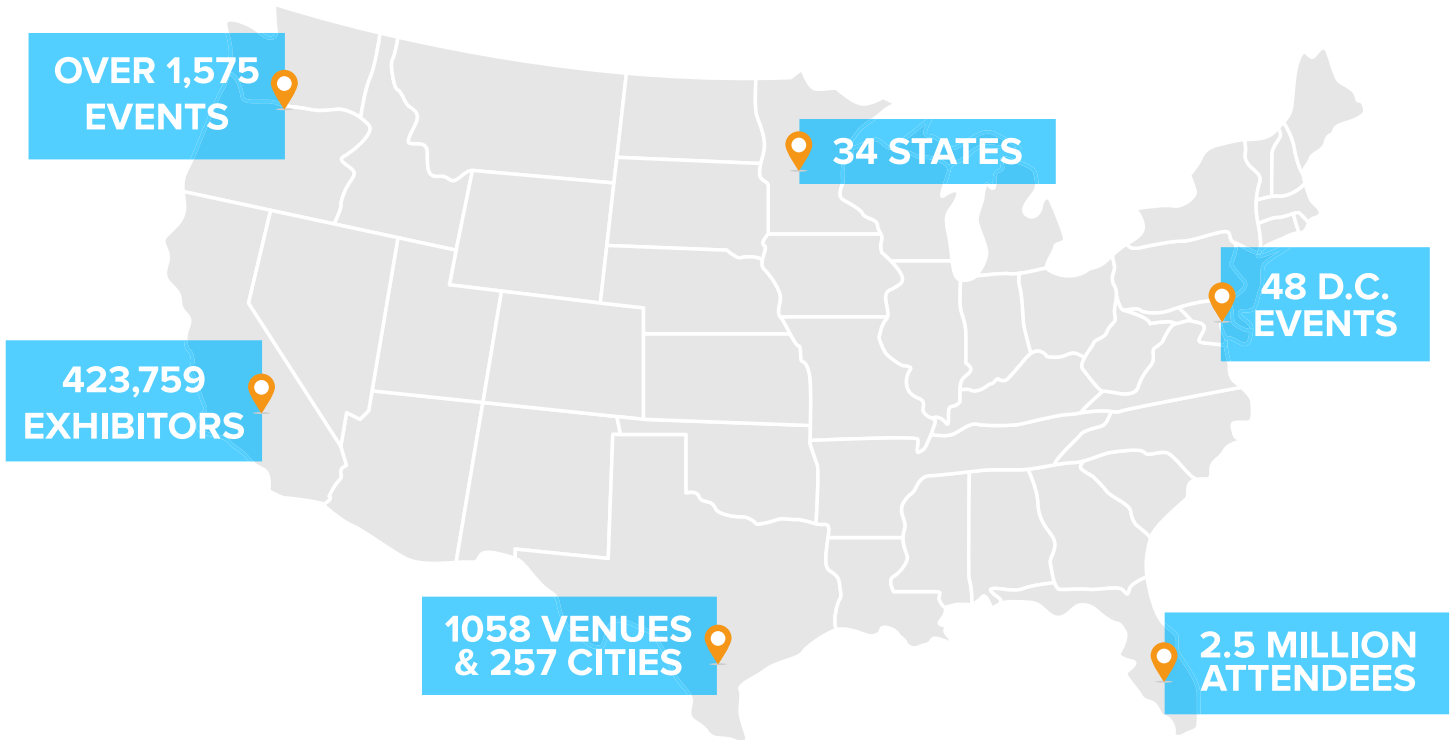 OVER 1,575
EVENTS
34 STATES
48 D.C.
EVENTS
423,759
EXHIBITORS
1058 VENUES
& 257 CITIES
2.5 MILLION
ATTENDEES